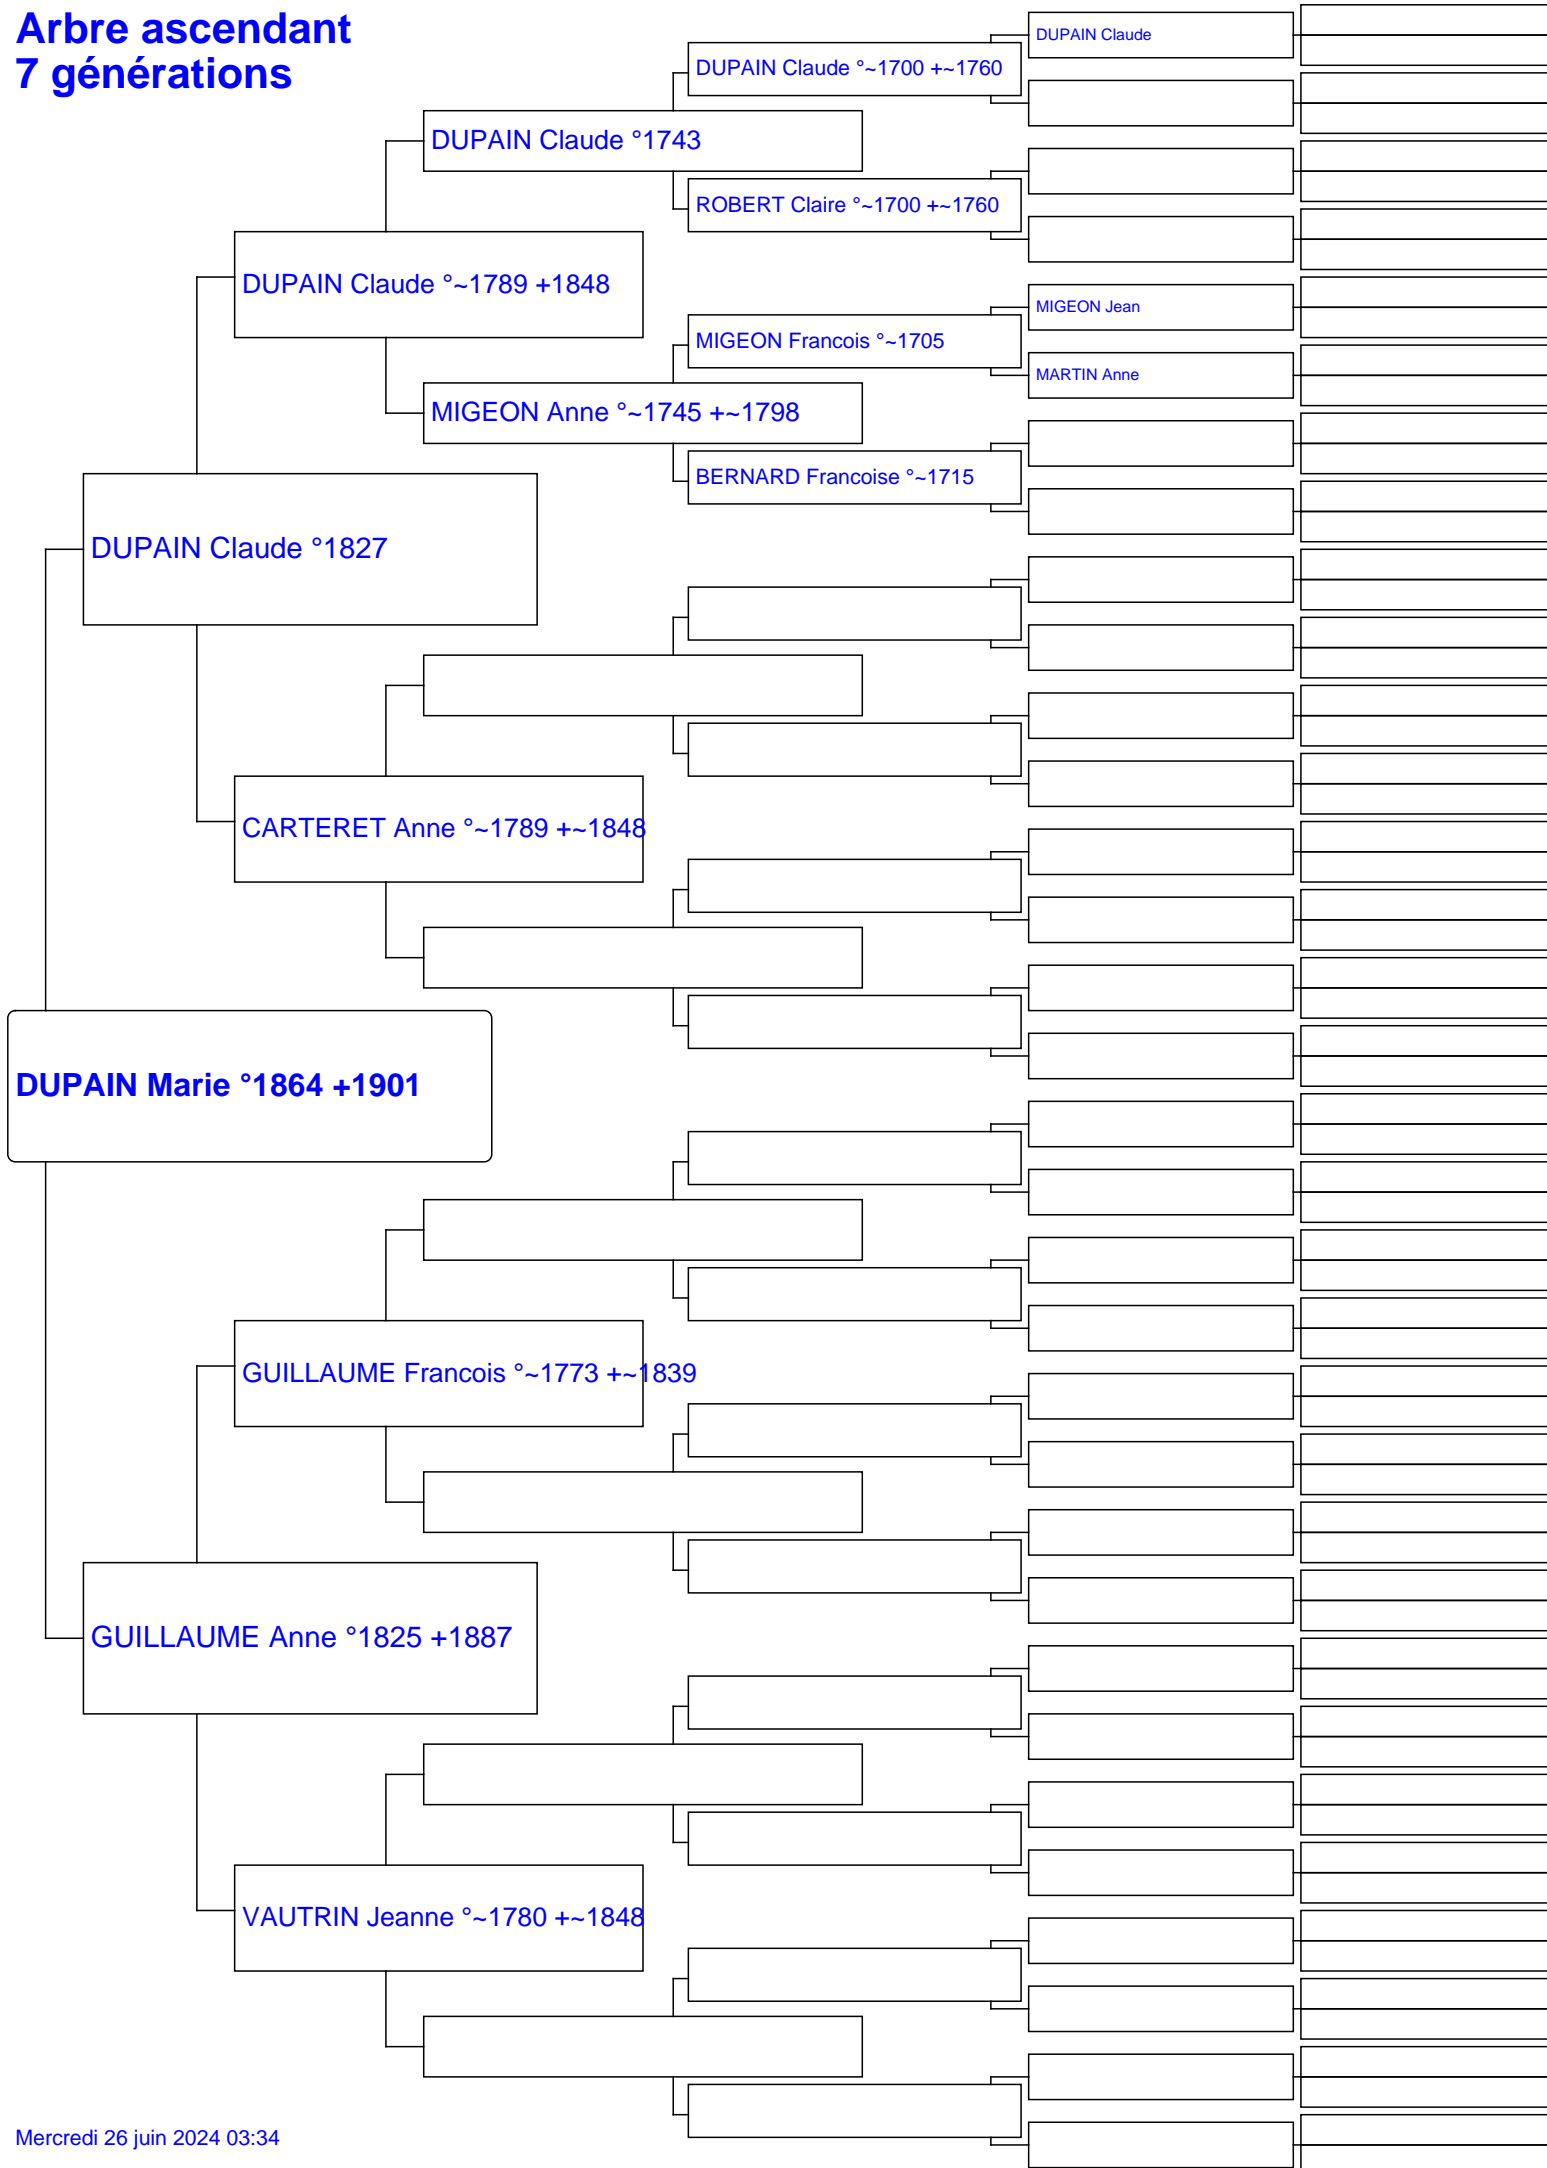 Arbre ascendant
7 générations
DUPAIN Claude
DUPAIN Claude °~1700 +~1760
DUPAIN Claude °1743
ROBERT Claire °~1700 +~1760
DUPAIN Claude °~1789 +1848
MIGEON Jean
MIGEON Francois °~1705
MARTIN Anne
MIGEON Anne °~1745 +~1798
BERNARD Francoise °~1715
DUPAIN Claude °1827
CARTERET Anne °~1789 +~1848
DUPAIN Marie °1864 +1901
GUILLAUME Francois °~1773 +~1839
GUILLAUME Anne °1825 +1887
VAUTRIN Jeanne °~1780 +~1848
Mercredi 26 juin 2024 03:34